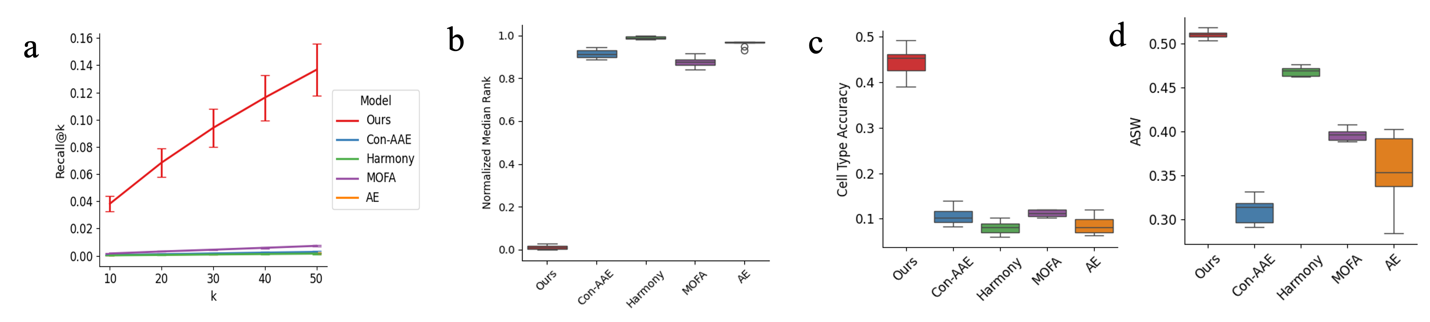 a
0.16
0.14
0.12
0.10
0.08
0.06
0.04
0.02
0.00
Recall@k
10 20 30 40 50
k
Model
Ours
Con-AAE
Harmony
MOFA
AE
b
1.0
0.8
0.6
0.4
0.2
0.0
Normalized Median Rank
Ours Con-AAE Harmony MOFA AE
c
0.5
0.4
0.3
0.2
0.1
Cell Type Accuracy
Ours Con-AAE Harmony MOFA AE
d
0.50
0.45
0.40
0.35
0.30
ASW
Ours Con-AAE Harmony MOFA AE